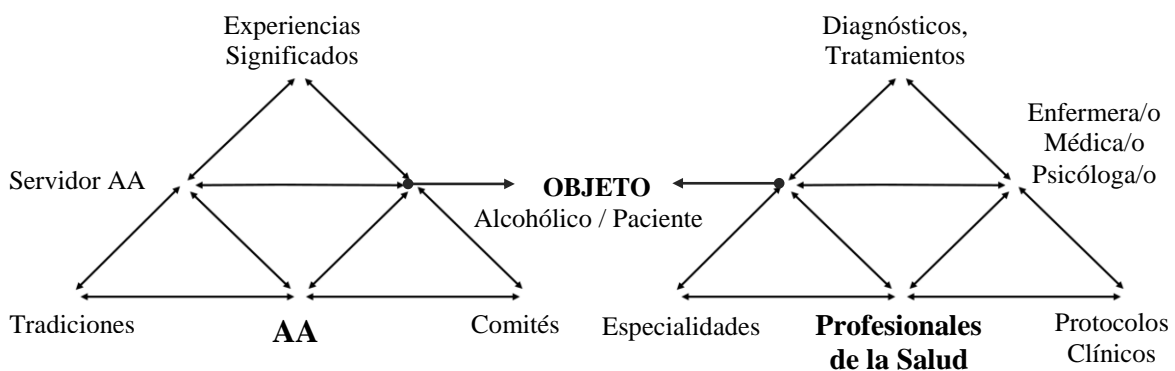 Experiencias
Significados
Diagnósticos,
Tratamientos
Enfermera/o
Médica/o
Psicóloga/o
Servidor AA
OBJETO
Alcohólico / Paciente
Tradiciones
AA
Comités
Especialidades
Profesionales
de la Salud
Protocolos
Clínicos